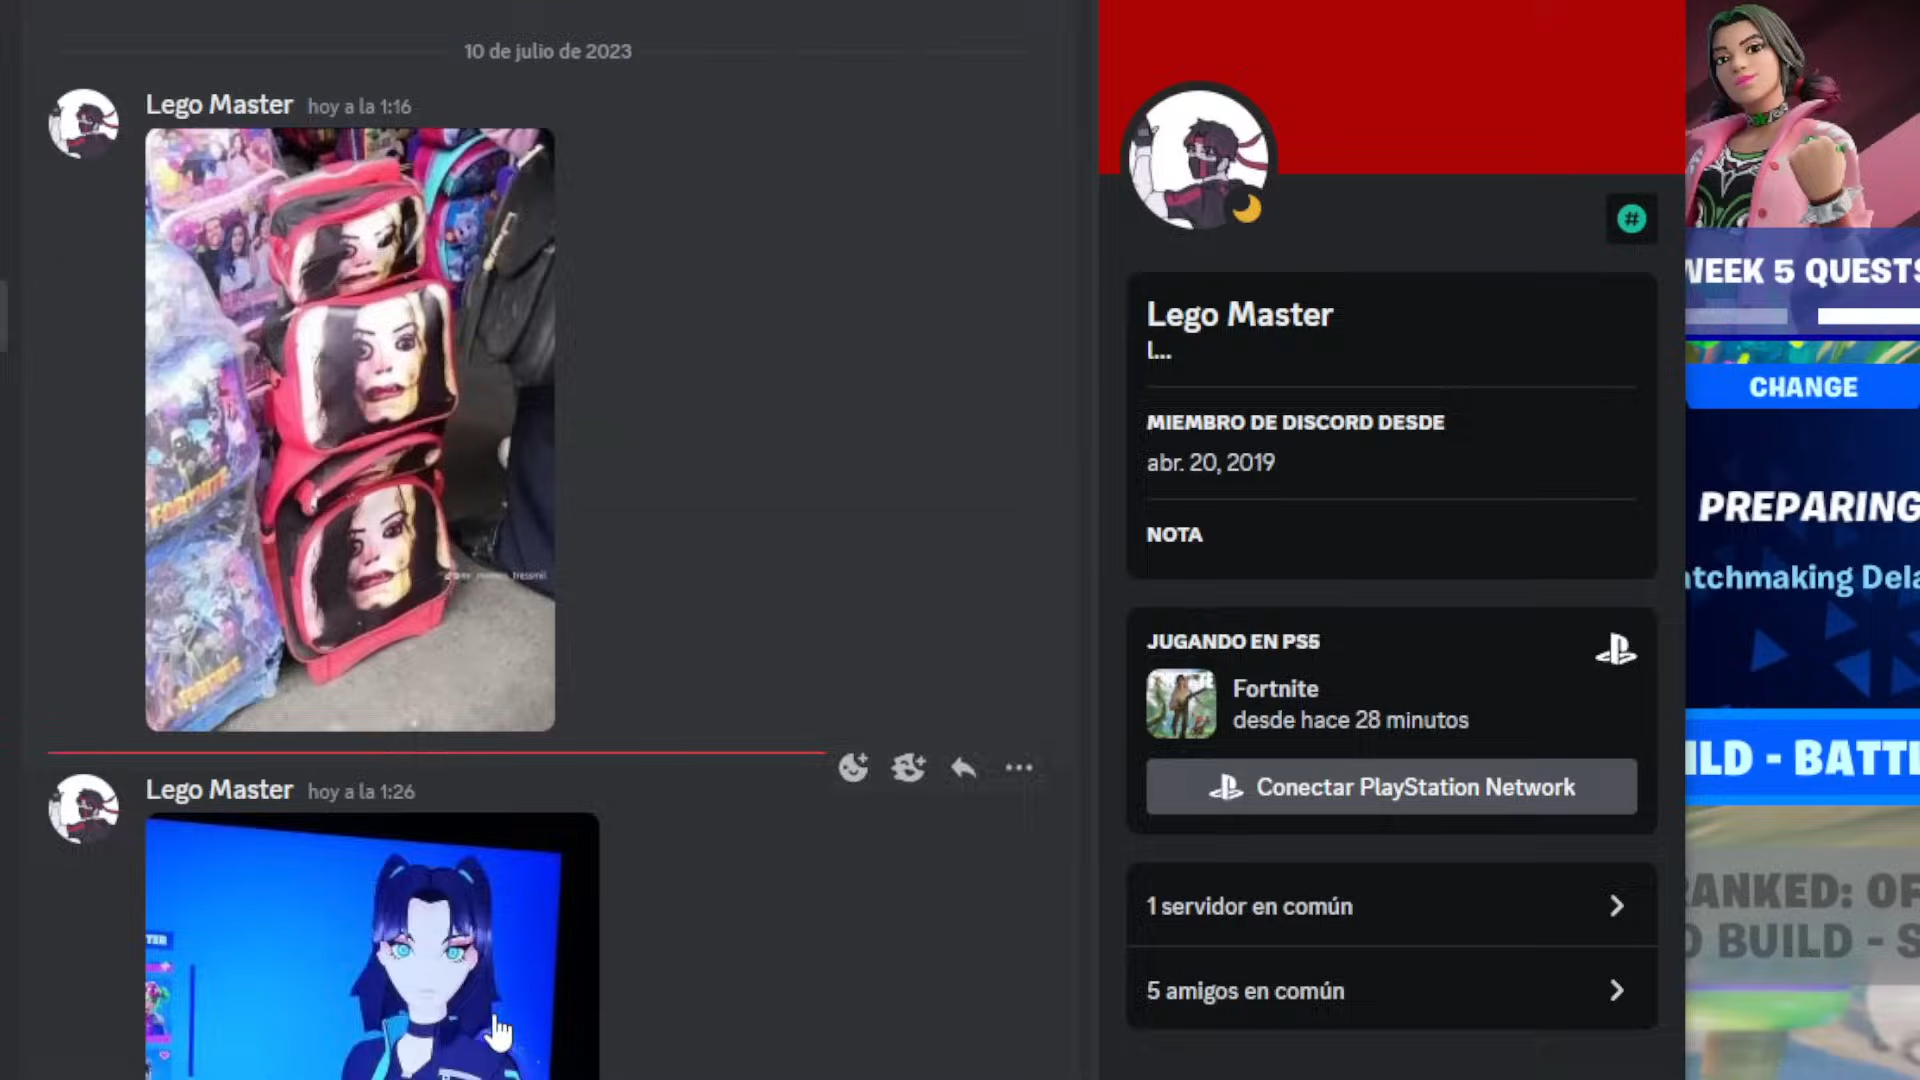 10 de julio de 2023
Lego Master hoy a la 1:16
FORTNITE
FORTNITE
Lego Master hoy a la 1:26
Lego Master
l...
MIEMBRO DE DISCORD DESDE
abr. 20, 2019
NOTA
JUGANDO EN PS5
Fortnite
desde hace 28 minutos
Conectar PlayStation Network
1 servidor en común
5 amigos en común
WEEK 5 QUESTS
CHANGE
PREPARING
atchmaking Dela
ILD - BATTL
RANKED: OF
O BUILD - S